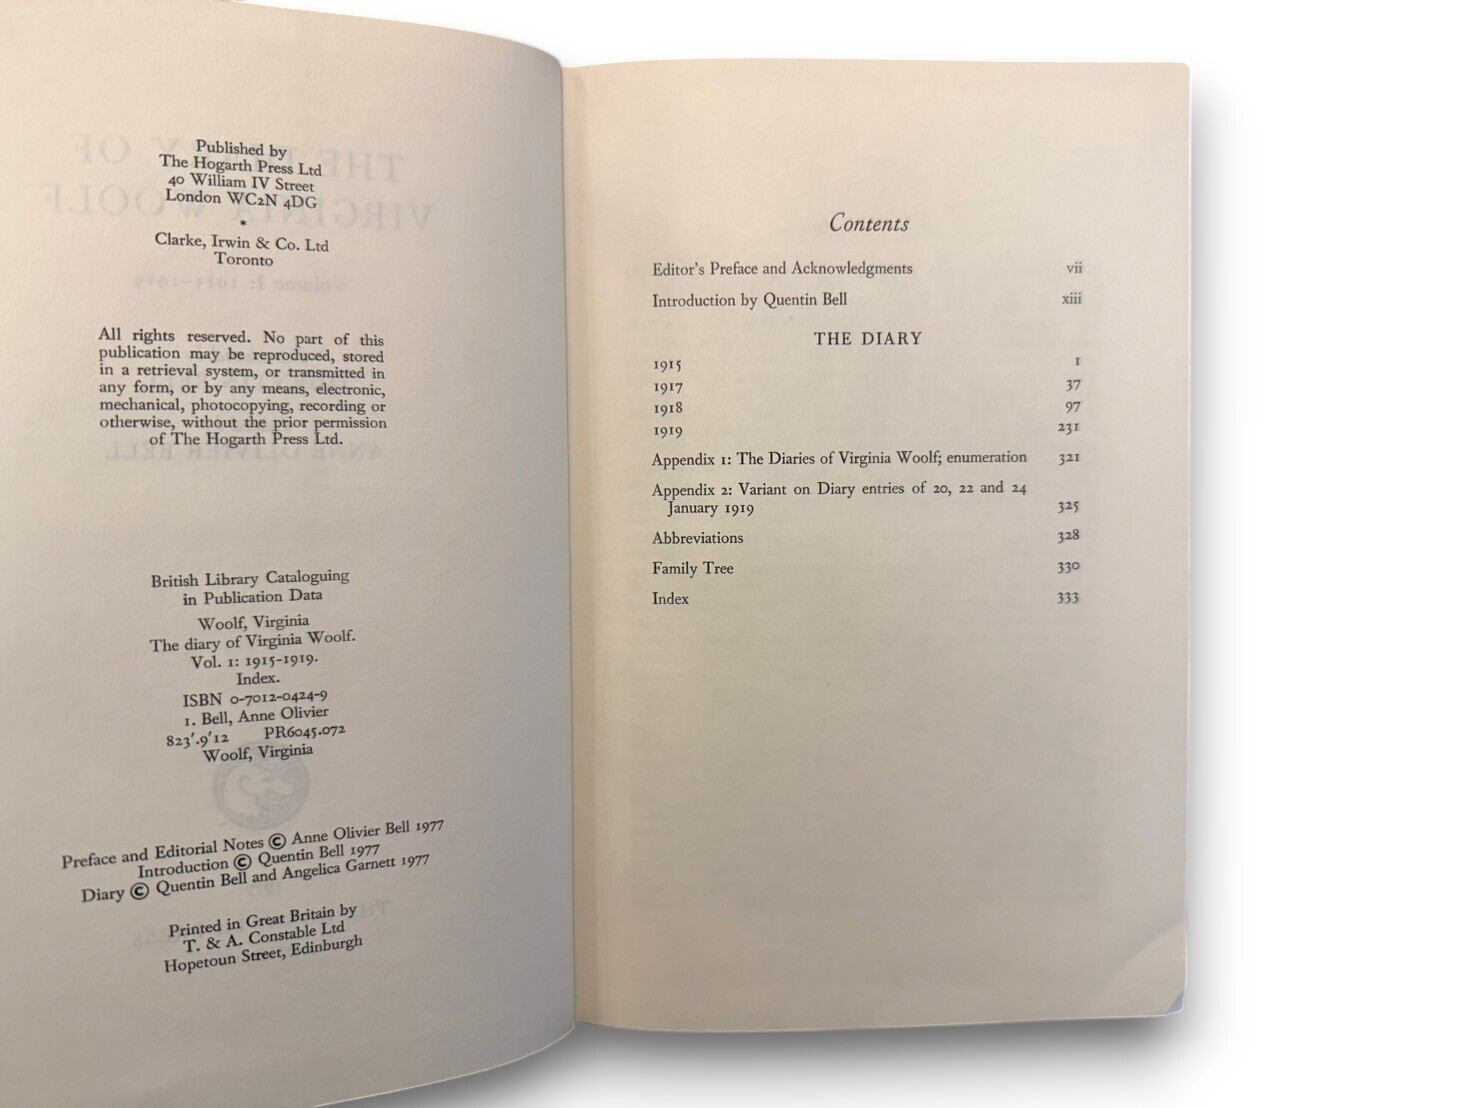 Published by
The Hogarth Press Ltd
40 William IV Street
London WC2N 4DG
*
Clarke, Irwin & Co. Ltd
Toronto
All rights reserved. No part of this
publication may be reproduced, stored
in a retrieval system, or transmitted in
any form, or by any means, electronic,
mechanical, photocopying, recording or
otherwise, without the prior permission
of The Hogarth Press Ltd.
British Library Cataloguing
in Publication Data
Woolf, Virginia
The diary of Virginia Woolf.
Vol. 1: 1915-1919.
Index.
ISBN 0-7012-0424-9
1. Bell, Anne Olivier
823'.9'12 PR6045.072
Woolf, Virginia
Preface and Editorial Notes © Anne Olivier Bell 1977
Introduction © Quentin Bell 1977
Diary © Quentin Bell and Angelica Garnett 1977
Printed in Great Britain by
T. & A. Constable Ltd
Hopetoun Street, Edinburgh
Contents
Editor's Preface and Acknowledgments vii
Introduction by Quentin Bell xiii
THE DIARY
1915 1
1917 37
1918 97
1919 231
Appendix 1: The Diaries of Virginia Woolf; enumeration 321
Appendix 2: Variant on Diary entries of 20, 22 and 24
January 1919 325
Abbreviations 328
Family Tree 330
Index 333